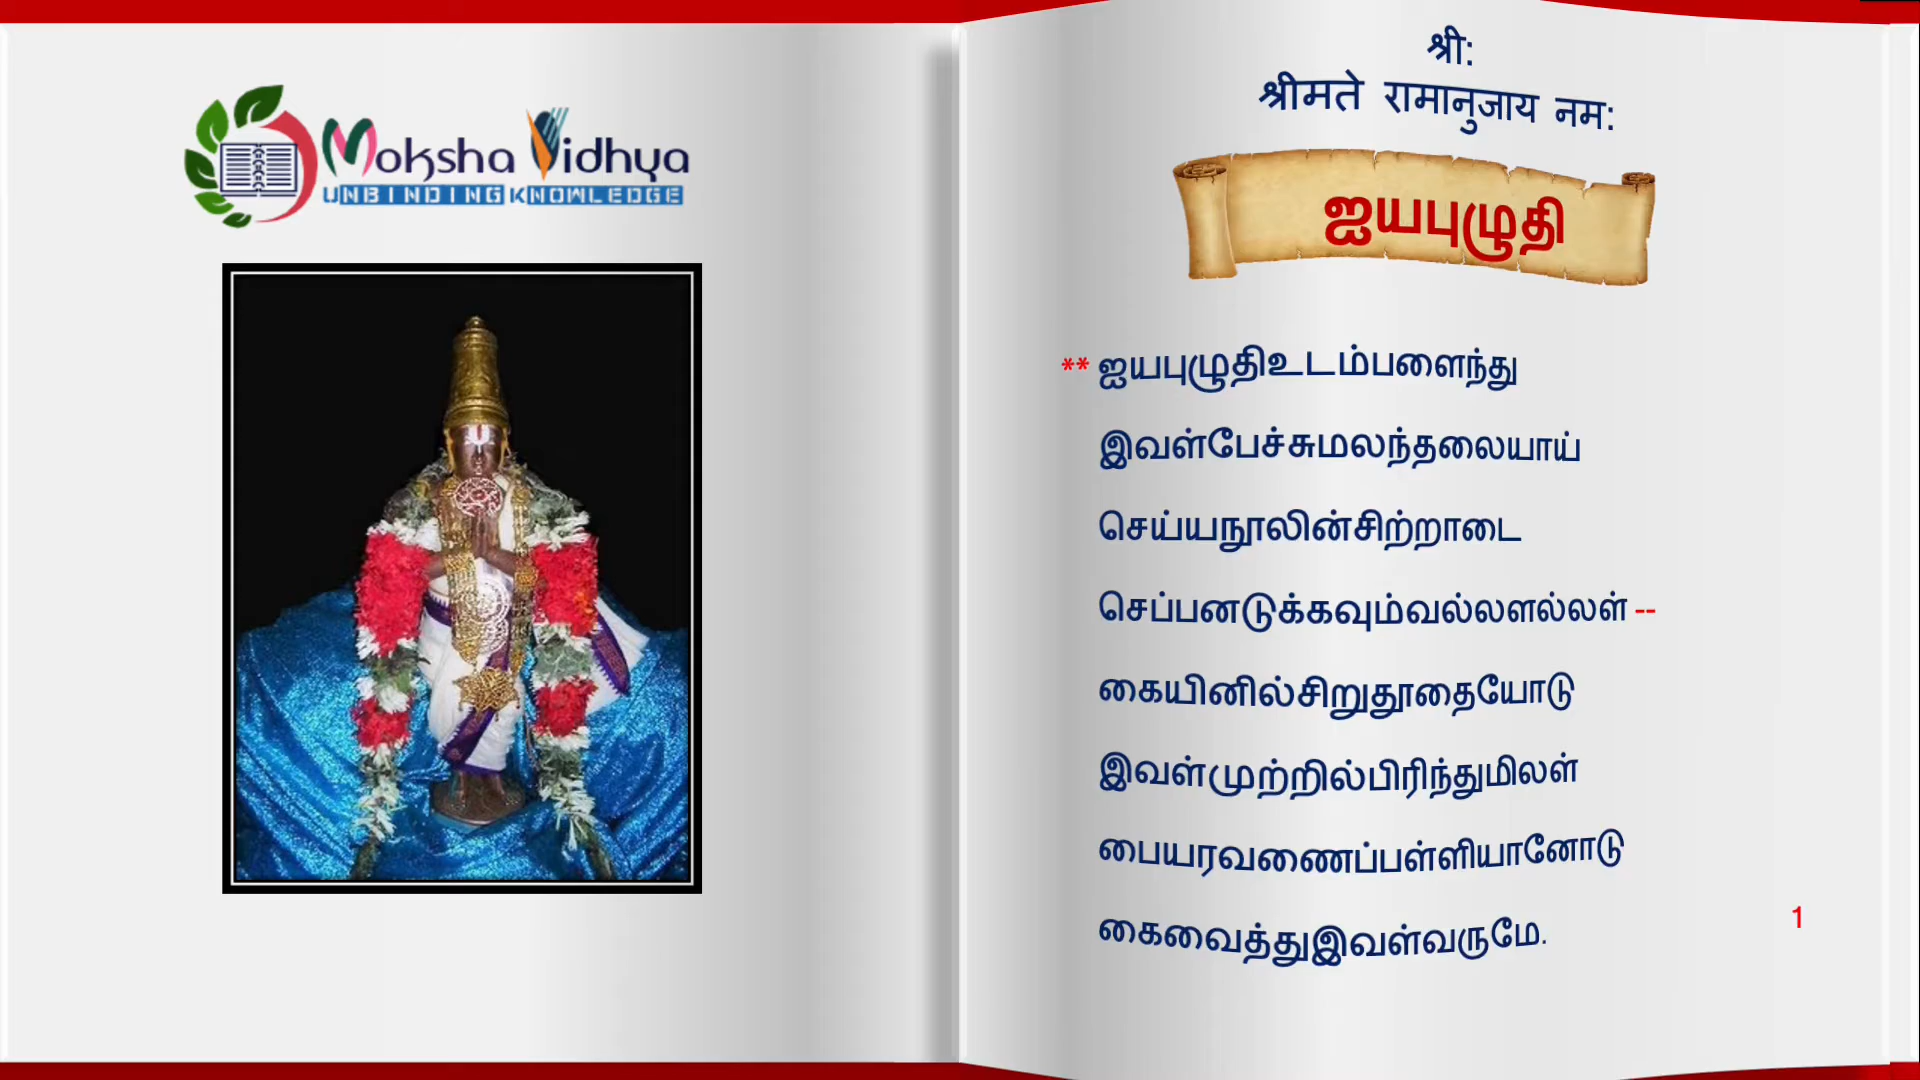 Moksha Vidhya
UNBINDING KNOWLEDGE
श्री:
श्रीमते रामानुजाय नम:
ஐயபுழுதி
** ஐயபுழுதிஉடம்பளைந்து
இவள்பேச்சுமலந்தலையாய்
செய்யநூலின்சிற்றாடை
செப்பனடுக்கவும்வல்லளல்லள் --
கையினில்சிறுதூதையோடு
இவள்முற்றில்பிரிந்துமிலள்
பையரவணைப்பள்ளியானோடு
கைவைத்துஇவள்வருமே.
1